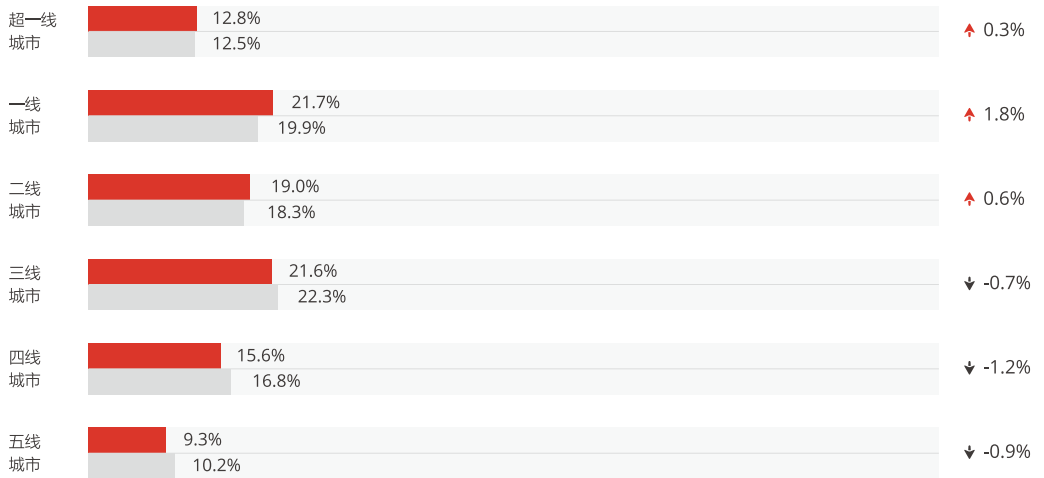 超一线
城市
12.8%
12.5%
0.3%
一线
城市
21.7%
19.9%
1.8%
二线
城市
19.0%
18.3%
0.6%
三线
城市
21.6%
22.3%
-0.7%
四线
城市
15.6%
16.8%
-1.2%
五线
城市
9.3%
10.2%
-0.9%